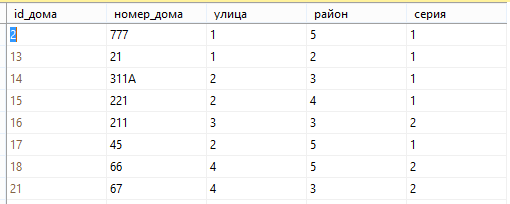 id_дома номер_дома улица район серия
2 777 1 5 1
13 21 1 2 1
14 311А 2 3 1
15 221 2 4 1
16 211 3 3 2
17 45 2 5 1
18 66 4 5 2
21 67 4 3 2